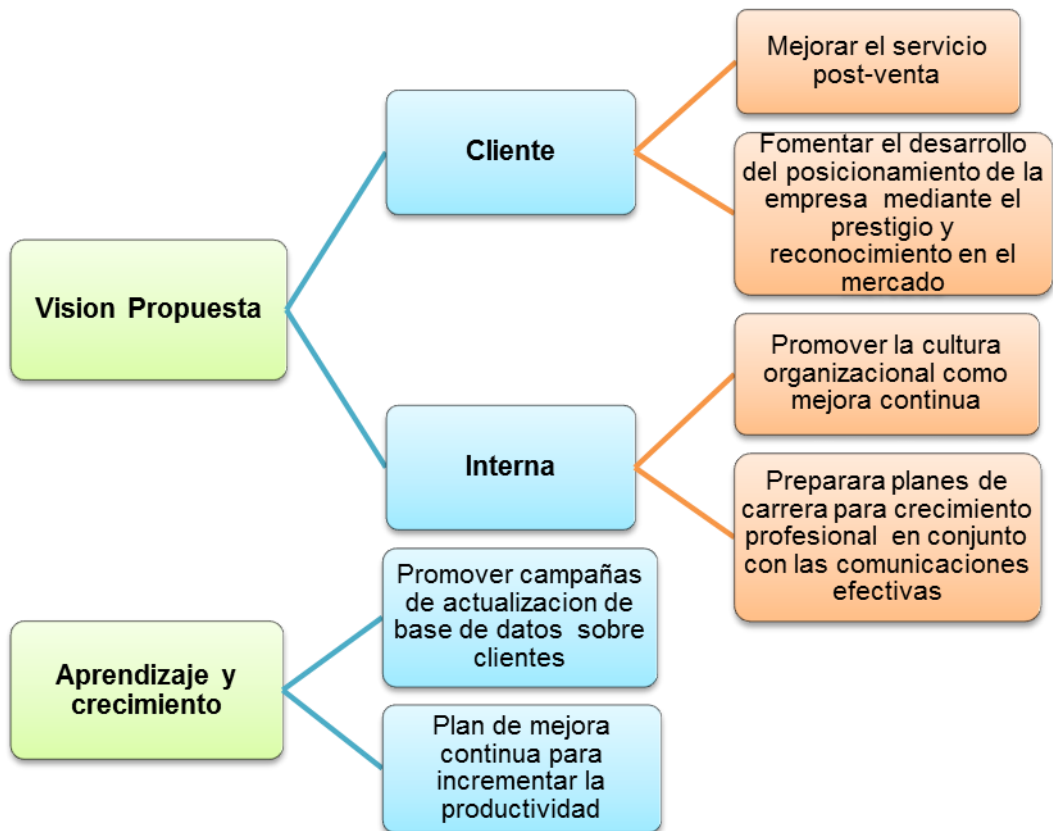 Vision Propuesta
Cliente
Mejorar el servicio
post-venta
Fomentar el desarrollo
del posicionamiento de la
empresa mediante el
prestigio y
reconocimiento en el
mercado
Interna
Promover la cultura
organizacional como
mejora continua
Preparara planes de
carrera para crecimiento
profesional en conjunto
con las comunicaciones
efectivas
Aprendizaje y
crecimiento
Promover campañas
de actualizacion de
base de datos sobre
clientes
Plan de mejora
continua para
incrementar la
productividad